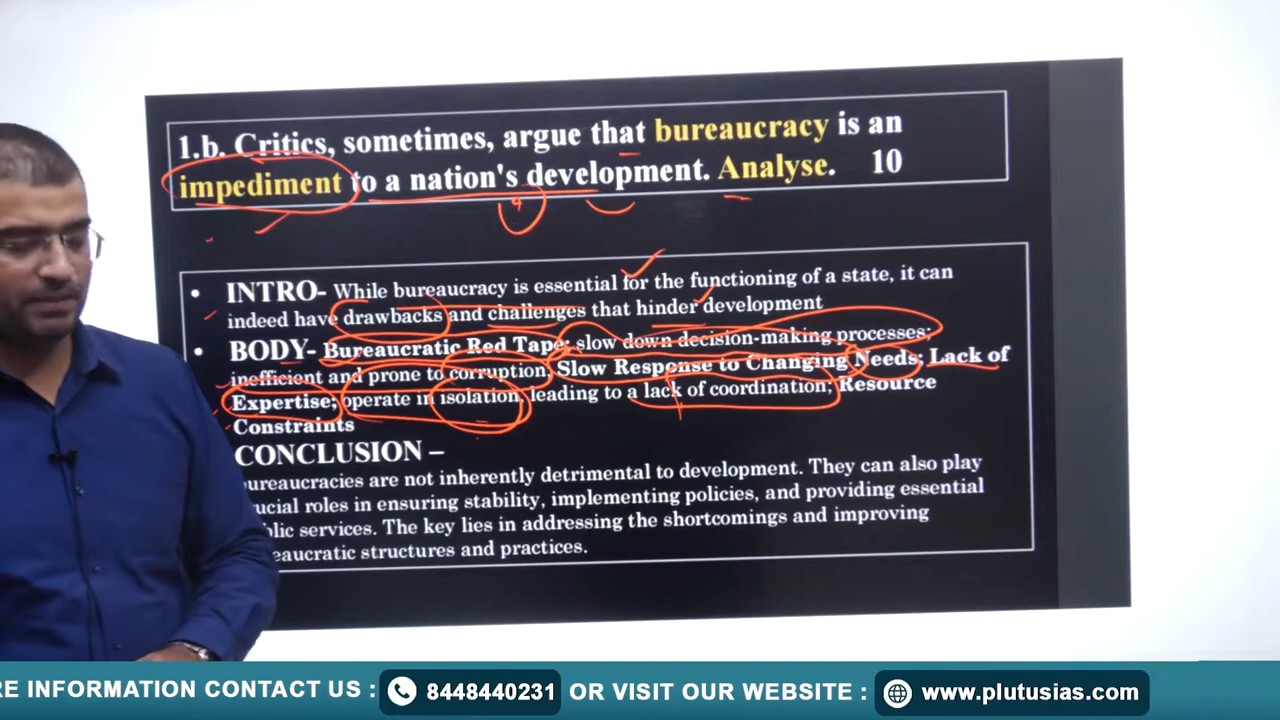 1.b. Critics, sometimes, argue that bureaucracy is an
impediment to a nation's development. Analyse. 10
• INTRO- While bureaucracy is essential for the functioning of a state, it can
indeed have drawbacks and challenges that hinder development
• BODY- Bureaucratic Red Tape: slow down decision-making processes;
inefficient and prone to corruption; Slow Response to Changing Needs; Lack of
Expertise; operate in isolation, leading to a lack of coordination; Resource
Constraints
CONCLUSION –
ureaucracies are not inherently detrimental to development. They can also play
ucial roles in ensuring stability, implementing policies, and providing essential
blic services. The key lies in addressing the shortcomings and improving
eaucratic structures and practices.
RE INFORMATION CONTACT US : 8448440231 OR VISIT OUR WEBSITE : www.plutusias.com